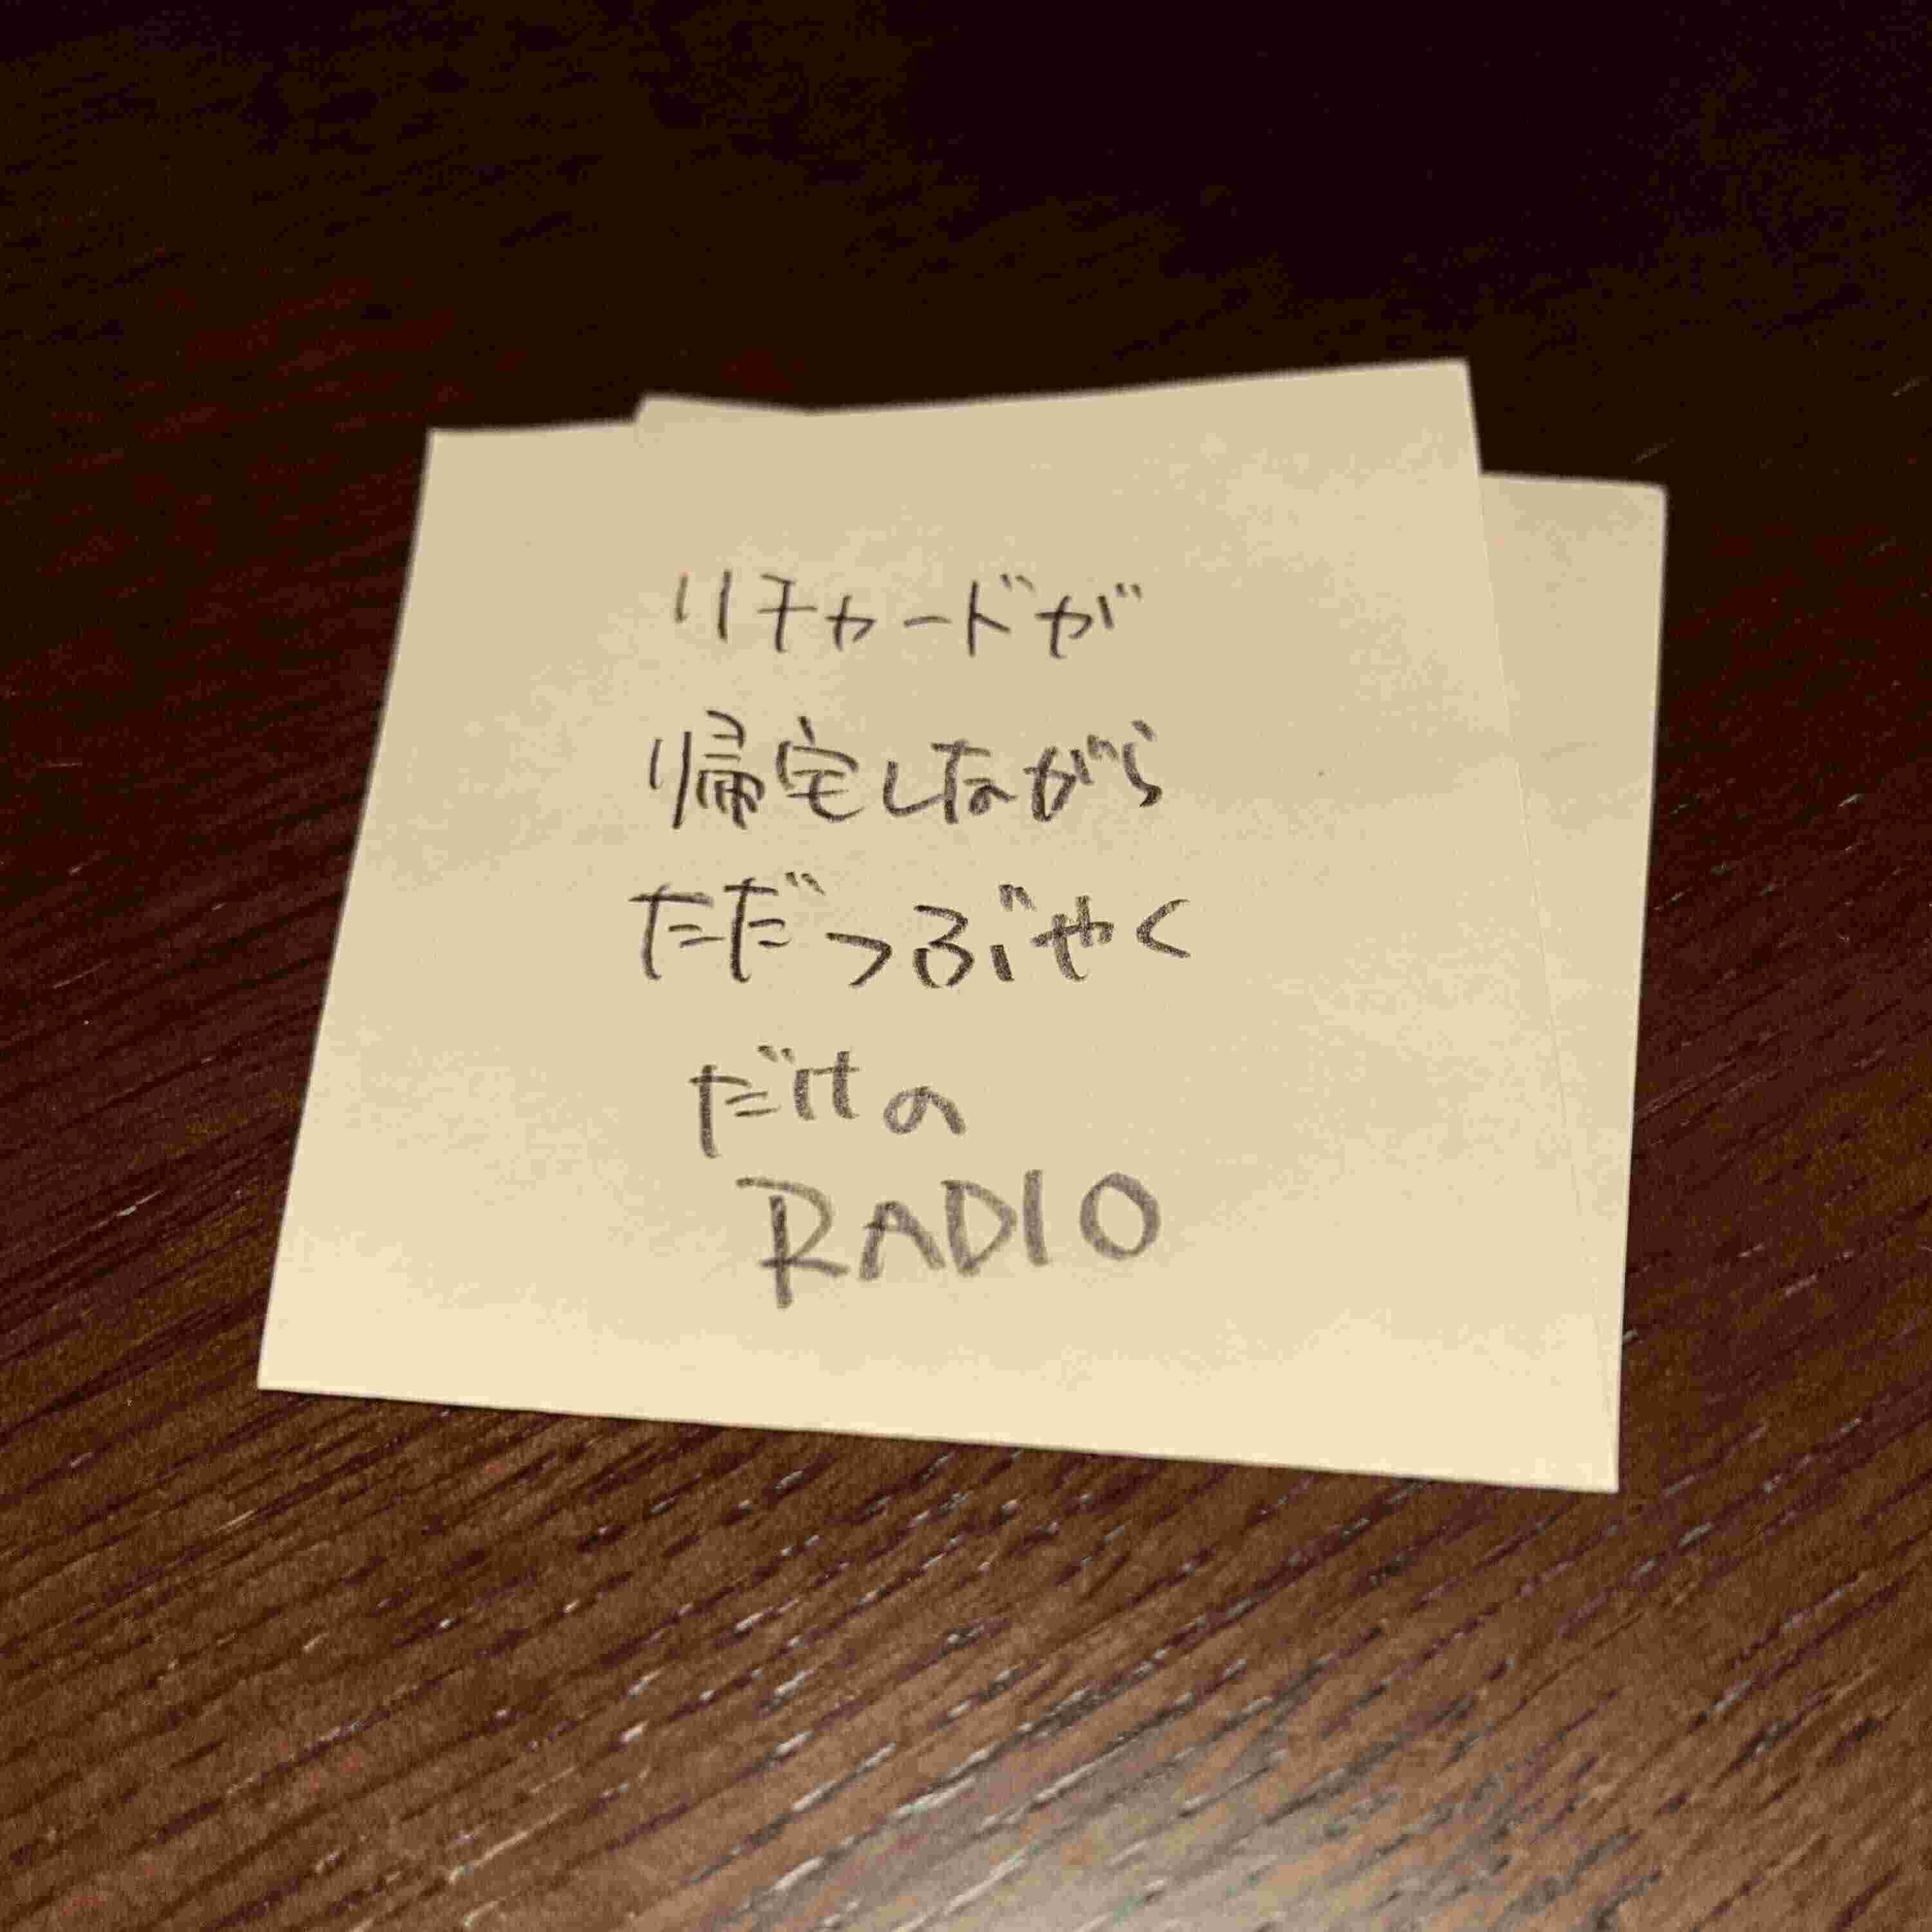 リチャードが
帰宅しながら
ただつぶやく
だけの
RADIO